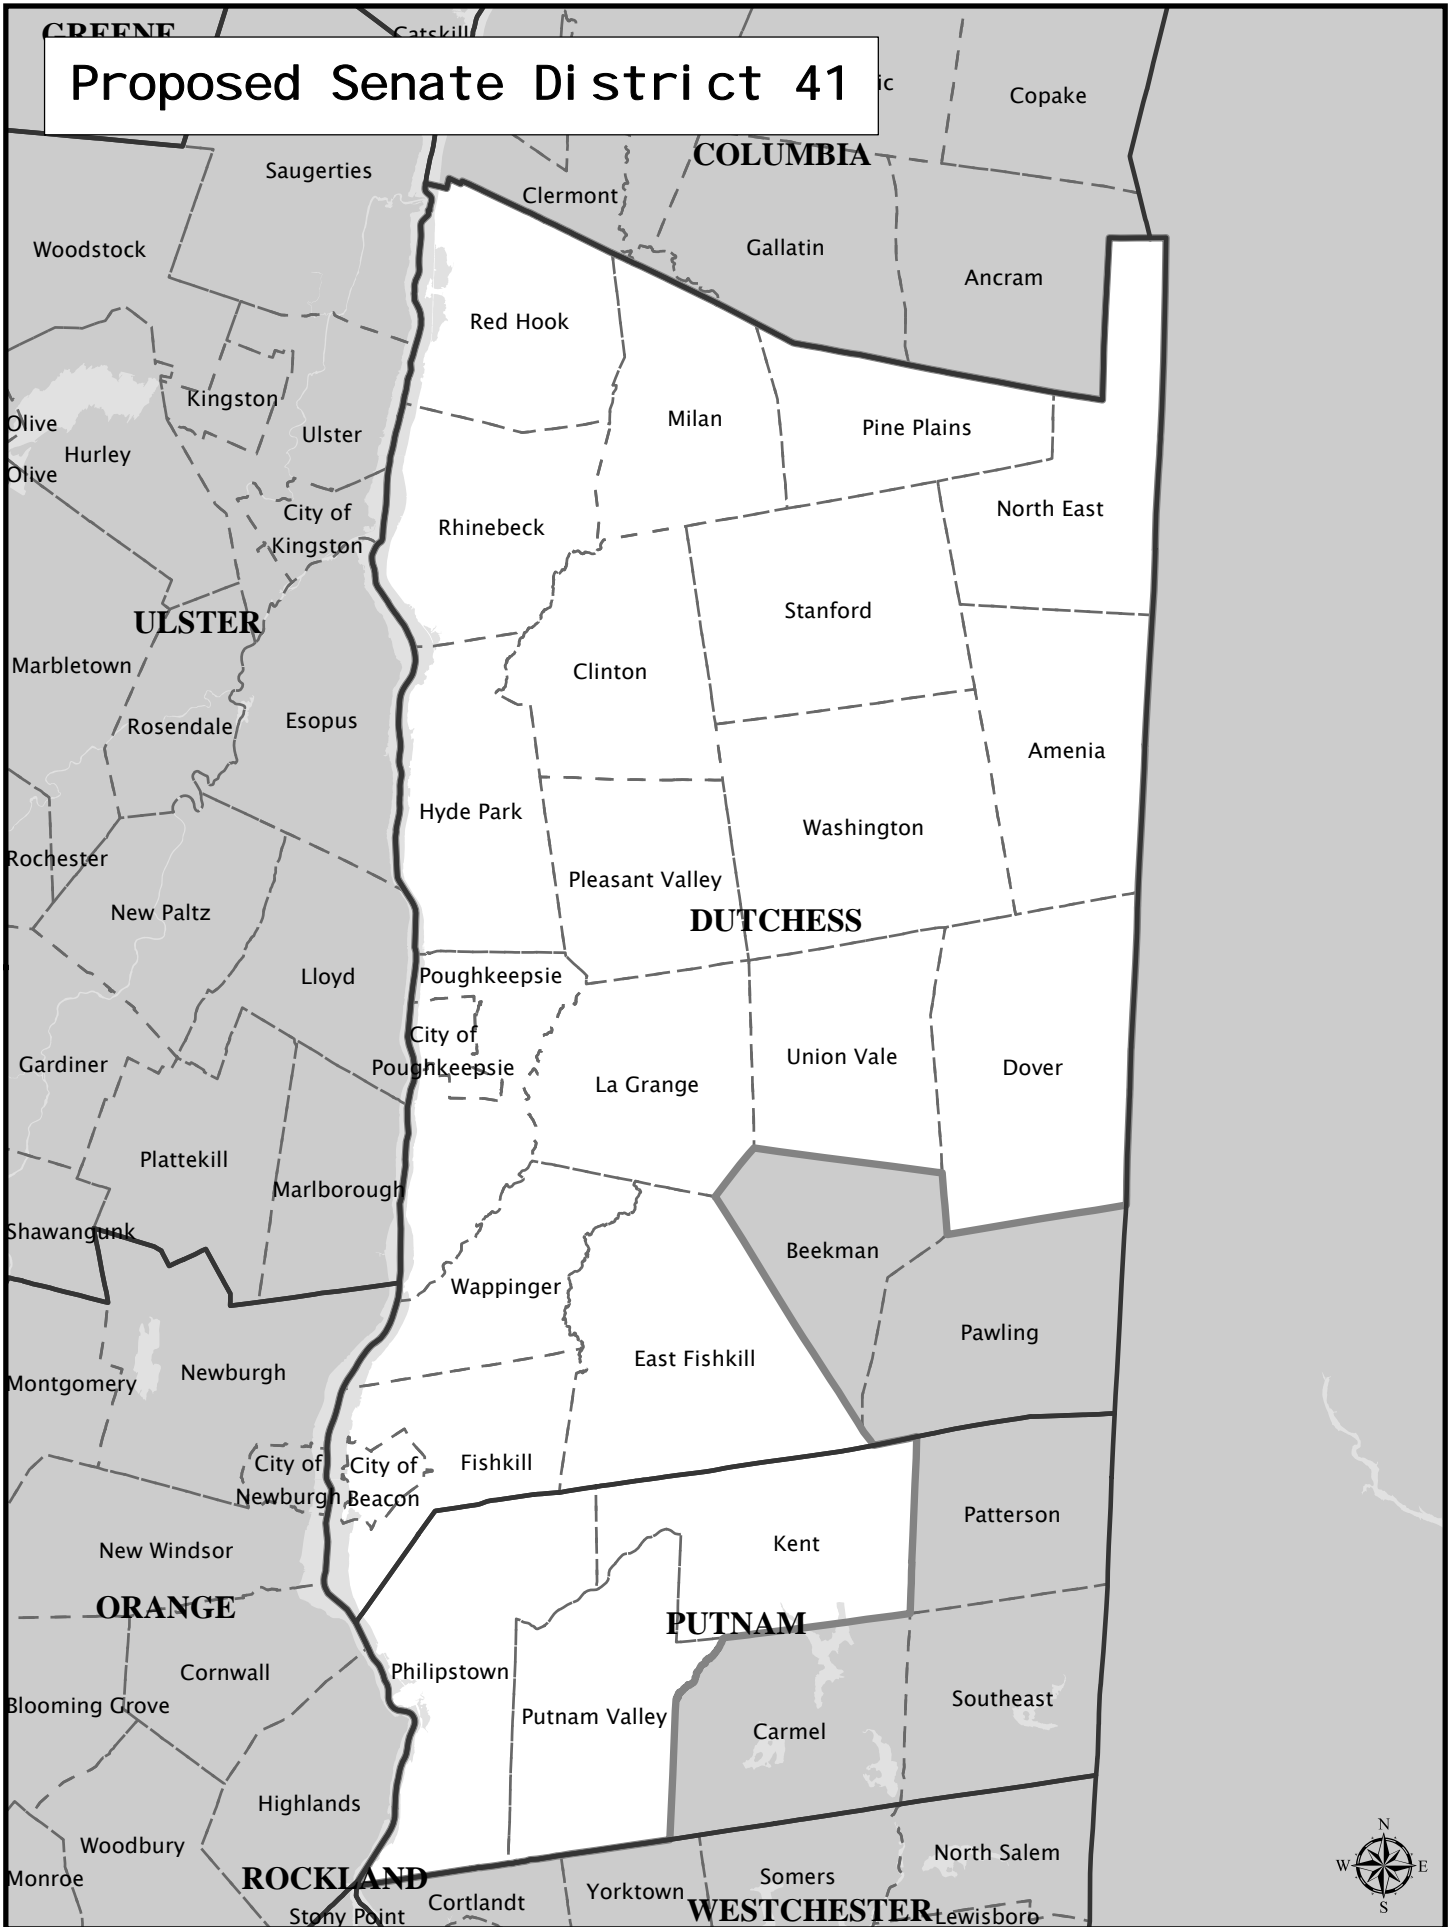 GREENE
Catskill
Proposed Senate District 41
ic
Copake
COLUMBIA
Saugerties
Clermont
Woodstock
Gallatin
Ancram
Red Hook
Kingston
Milan
Olive
Pine Plains
Ulster
Hurley
Olive
North East
City of
Kingston
Rhinebeck
Stanford
ULSTER
Marbletown
Clinton
Esopus
Rosendale
Amenia
Hyde Park
Washington
Rochester
Pleasant Valley
New Paltz
DUTCHESS
Lloyd
Poughkeepsie
City of
Poughkeepsie
Union Vale
Gardiner
Dover
La Grange
Plattekill
Marlborough
Shawangunk
Beekman
Wappinger
Pawling
East Fishkill
Newburgh
Montgomery
City of
Newburgh
City of
Beacon
Fishkill
Patterson
Kent
New Windsor
ORANGE
PUTNAM
Cornwall
Philipstown
Southeast
Blooming Grove
Putnam Valley
Carmel
Highlands
N
Woodbury
North Salem
W
E
Monroe
ROCKLAND
Somers
Yorktown
Cortlandt
S
WESTCHESTER
Stony Point
Lewisboro